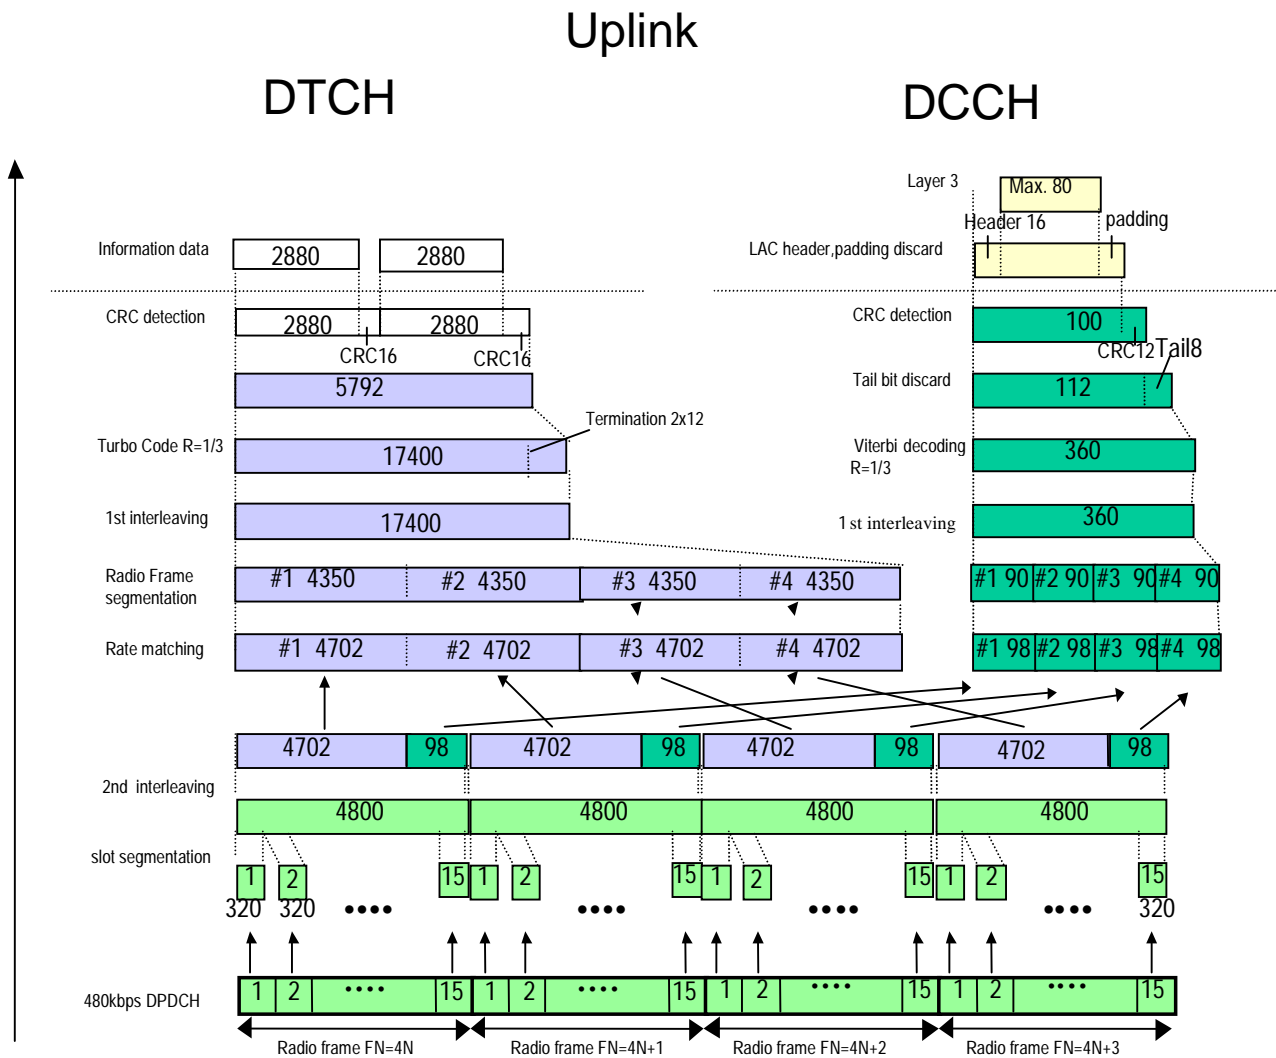 Uplink
DTCH
DCCH
Layer 3
Max. 80
Header 16
padding
Information data
2880
2880
LAC header,padding discard
CRC detection
2880
2880
CRC16
CRC16
CRC detection
100
CRC12
Tail8
5792
Tail bit discard
112
Termination 2x12
Turbo Code R=1/3
17400
Viterbi decoding
R=1/3
360
1st interleaving
17400
1st interleaving
360
Radio Frame
segmentation
#1 4350
#2 4350
#3 4350
#4 4350
#1 90
#2 90
#3 90
#4 90
Rate matching
#1 4702
#2 4702
#3 4702
#4 4702
#1 98
#2 98
#3 98
#4 98
4702
98
4702
98
4702
98
4702
98
2nd interleaving
4800
4800
4800
4800
slot segmentation
1
2
15
1
2
15
1
2
15
1
2
15
320
320
••••
••••
••••
••••
320
480kbps DPDCH
1
2
••••
15
1
2
••••
15
1
2
••••
15
1
2
••••
15
Radio frame FN=4N
Radio frame FN=4N+1
Radio frame FN=4N+2
Radio frame FN=4N+3